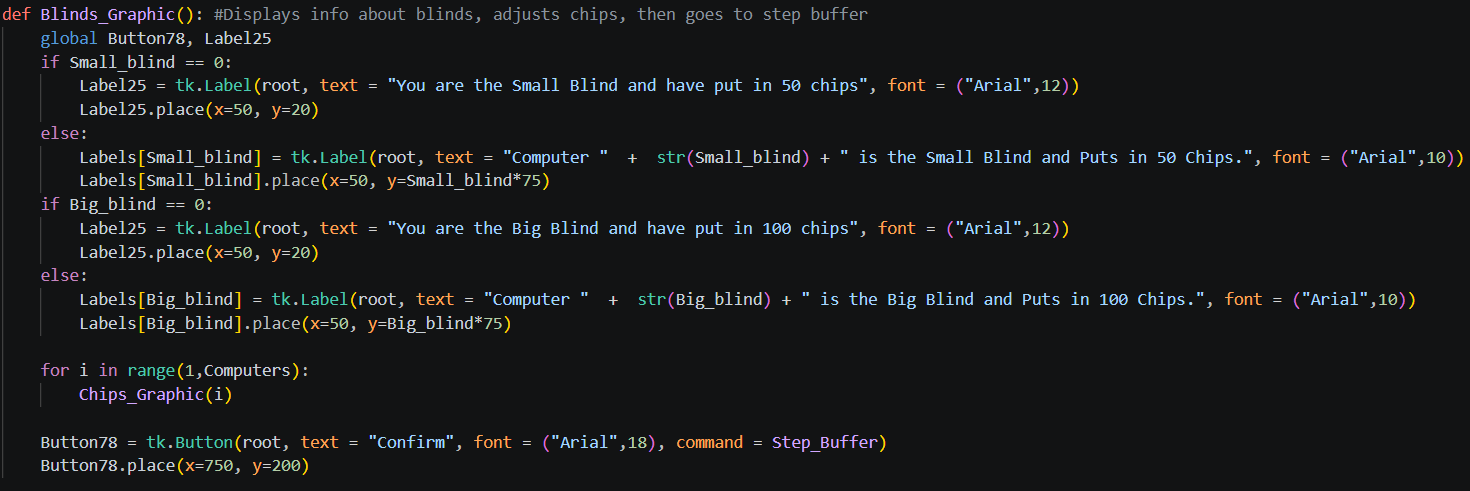 def Blinds_Graphic(): #Displays info about blinds, adjusts chips, then goes to step buffer
    global Button78, Label25
    if Small_blind == 0:
        Label25 = tk.Label(root, text = "You are the Small Blind and have put in 50 chips", font = ("Arial",12))
        Label25.place(x=50, y=20)
    else:
        Labels[Small_blind] = tk.Label(root, text = "Computer "  +  str(Small_blind) + " is the Small Blind and Puts in 50 Chips.", font = ("Arial",10))
        Labels[Small_blind].place(x=50, y=Small_blind*75)
    if Big_blind == 0:
        Label25 = tk.Label(root, text = "You are the Big Blind and have put in 100 chips", font = ("Arial",12))
        Label25.place(x=50, y=20)
    else:
        Labels[Big_blind] = tk.Label(root, text = "Computer "  +  str(Big_blind) + " is the Big Blind and Puts in 100 Chips.", font = ("Arial",10))
        Labels[Big_blind].place(x=50, y=Big_blind*75)

    for i in range(1,Computers):
        Chips_Graphic(i)

    Button78 = tk.Button(root, text = "Confirm", font = ("Arial",18), command = Step_Buffer)
    Button78.place(x=750, y=200)